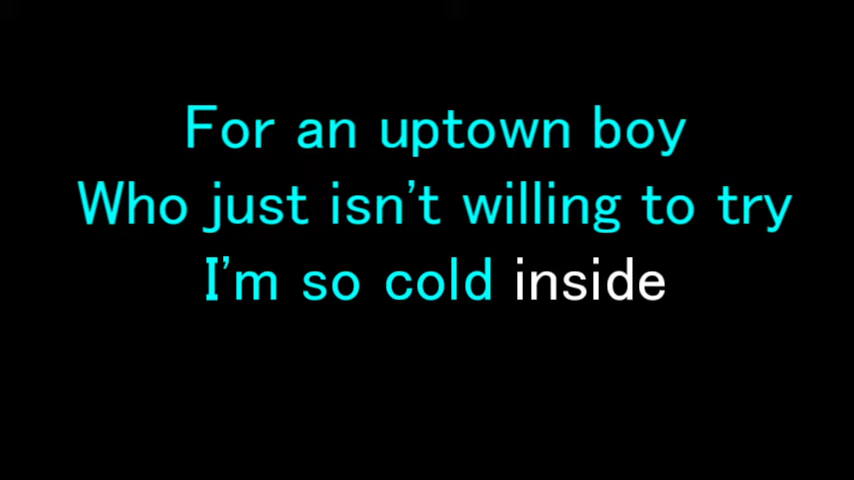 For an uptown boy
Who just isn't willing to try
I'm so cold inside